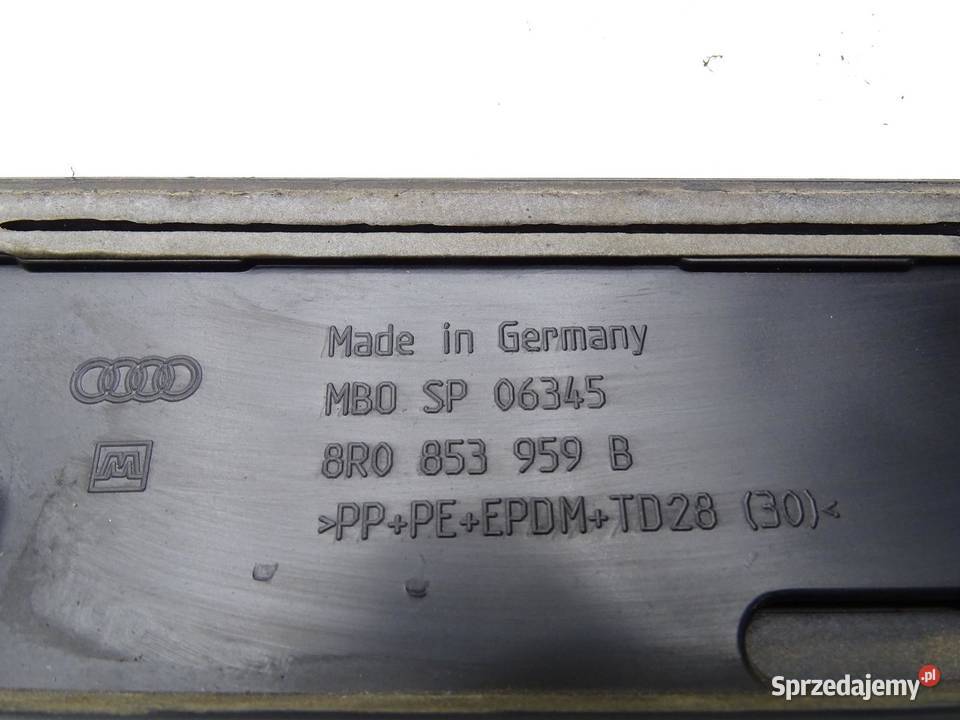 Made in Germany
MBO SP 06345
8R0 853 959 B
>PP+PE+EPDM+TD28 (30)<
Sprzedajemy.pl